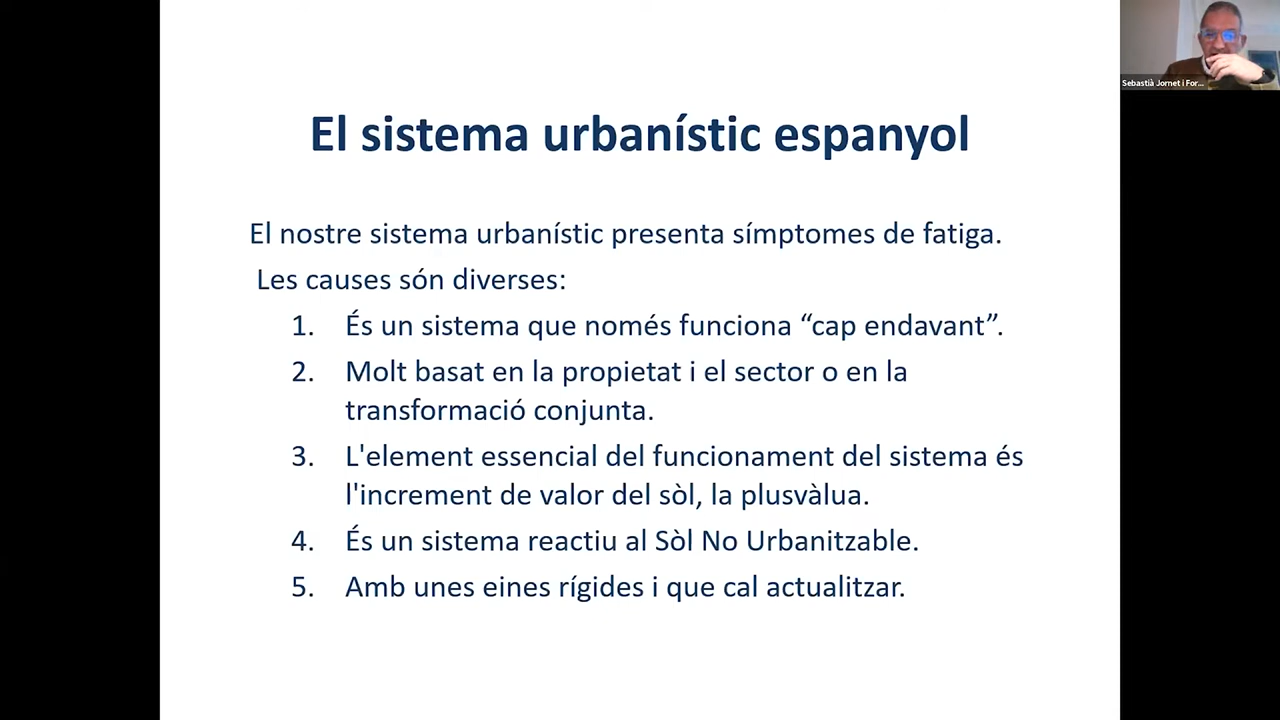 El sistema urbanístic espanyol
El nostre sistema urbanístic presenta símptomes de fatiga.
Les causes són diverses:
1. És un sistema que només funciona “cap endavant”.
2. Molt basat en la propietat i el sector o en la
transformació conjunta.
3. L'element essencial del funcionament del sistema és
l'increment de valor del sòl, la plusvàlua.
4. És un sistema reactiu al Sòl No Urbanitzable.
5. Amb unes eines rígides i que cal actualitzar.
Sebastià Jornet i For...